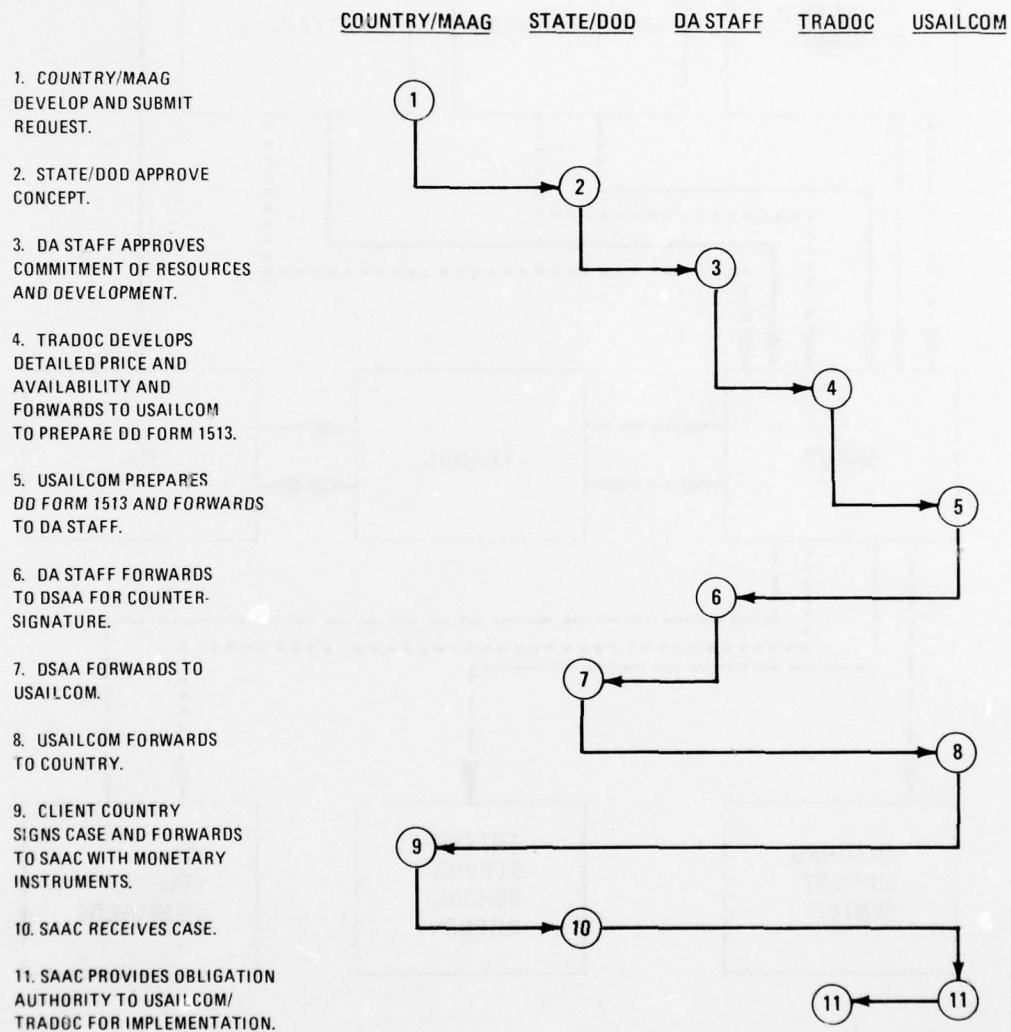 COUNTRY/MAAG STATE/DOD DA STAFF TRADOC USAILCOM
1. COUNTRY/MAAG
DEVELOP AND SUBMIT
REQUEST.
1
2. STATE/DOD APPROVE
CONCEPT.
2
3. DA STAFF APPROVES
COMMITMENT OF RESOURCES
AND DEVELOPMENT.
3
4. TRADOC DEVELOPS
DETAILED PRICE AND
AVAILABILITY AND
FORWARDS TO USAILCOM
TO PREPARE DD FORM 1513.
4
5. USAILCOM PREPARES
DD FORM 1513 AND FORWARDS
TO DA STAFF.
5
6. DA STAFF FORWARDS
TO DSAA FOR COUNTER-
SIGNATURE.
6
7. DSAA FORWARDS TO
USAILCOM.
7
8. USAILCOM FORWARDS
TO COUNTRY.
8
9. CLIENT COUNTRY
SIGNS CASE AND FORWARDS
TO SAAC WITH MONETARY
INSTRUMENTS.
9
10. SAAC RECEIVES CASE.
10
11. SAAC PROVIDES OBLIGATION
AUTHORITY TO USAILCOM/
TRADOC FOR IMPLEMENTATION.
11 11